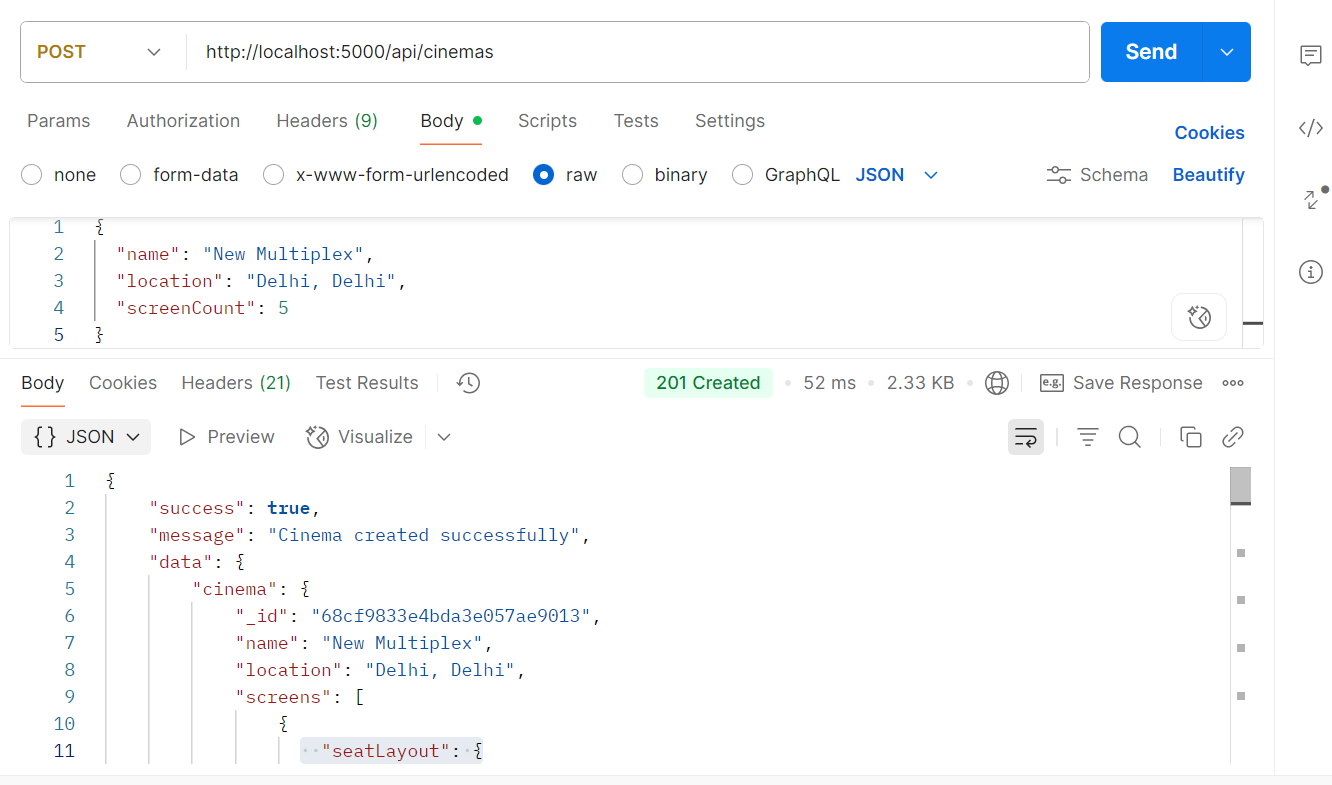 POST http://localhost:5000/api/cinemas Send
Params Authorization Headers (9) Body Scripts Tests Settings Cookies
none form-data x-www-form-urlencoded raw binary GraphQL JSON Schema Beautify
1 {
2 "name": "New Multiplex",
3 "location": "Delhi, Delhi",
4 "screenCount": 5
5 }
Body Cookies Headers (21) Test Results 201 Created 52 ms 2.33 KB e.g. Save Response
{} JSON Preview Visualize
1 {
2 "success": true,
3 "message": "Cinema created successfully",
4 "data": {
5 "cinema": {
6 "_id": "68cf9833e4bda3e057ae9013",
7 "name": "New Multiplex",
8 "location": "Delhi, Delhi",
9 "screens": [
10 {
11 "seatLayout": {